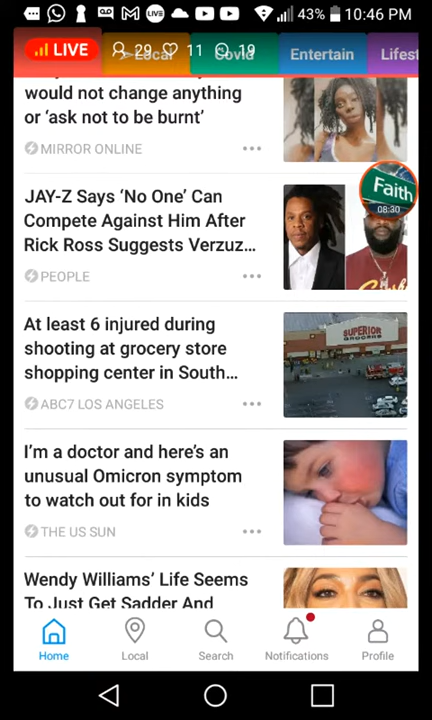 LIVE
43% 10:46 PM
LIVE 29 11 19
Local Covid Entertain Lifest
would not change anything
or ‘ask not to be burnt’
MIRROR ONLINE
JAY-Z Says ‘No One’ Can
Compete Against Him After
Rick Ross Suggests Verzuz...
PEOPLE
Faith
08:30
At least 6 injured during
shooting at grocery store
shopping center in South...
ABC7 LOS ANGELES
SUPERIOR
GROCERS
I’m a doctor and here’s an
unusual Omicron symptom
to watch out for in kids
THE US SUN
Wendy Williams’ Life Seems
To Just Get Sadder And
Home Local Search Notifications Profile